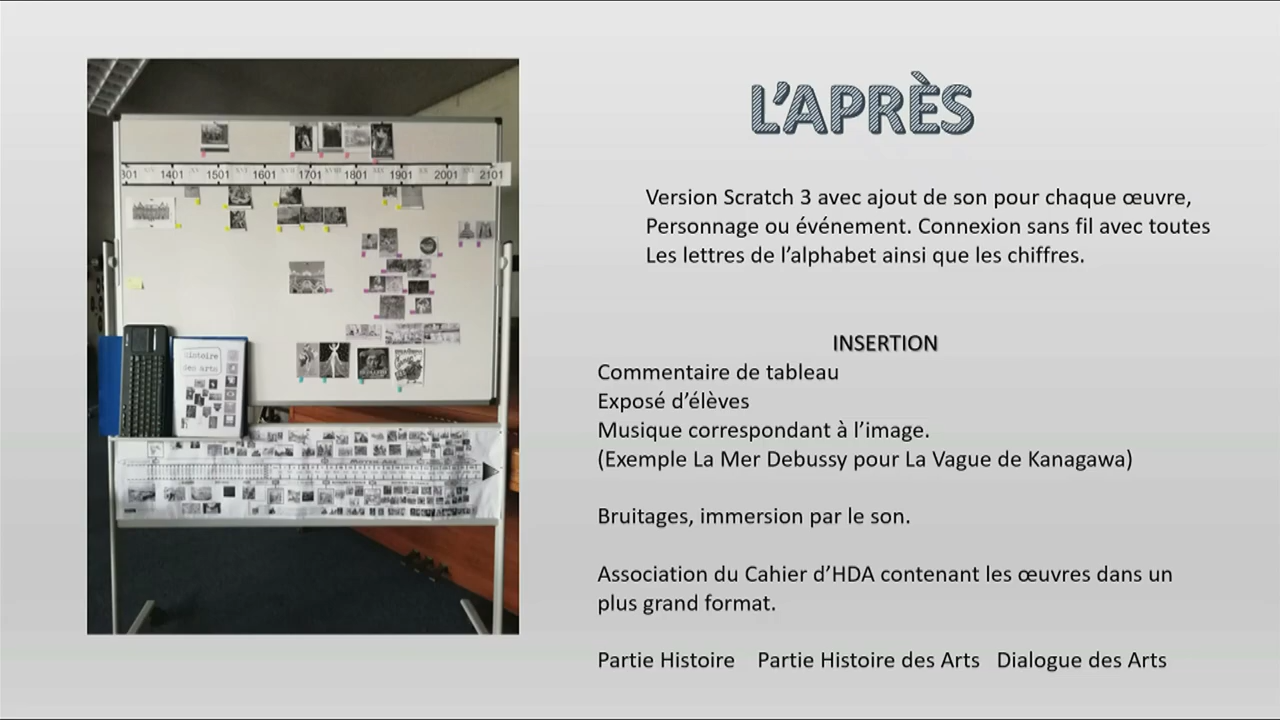 L'APRÈS
Version Scratch 3 avec ajout de son pour chaque œuvre,
Personnage ou événement. Connexion sans fil avec toutes
Les lettres de l'alphabet ainsi que les chiffres.
INSERTION
Commentaire de tableau
Exposé d'élèves
Musique correspondant à l'image.
(Exemple La Mer Debussy pour La Vague de Kanagawa)
Bruitages, immersion par le son.
Association du Cahier d'HDA contenant les œuvres dans un
plus grand format.
Partie Histoire Partie Histoire des Arts Dialogue des Arts
301 1401 1501 1601 1701 1801 1901 2001 2101
Histoire
des Arts